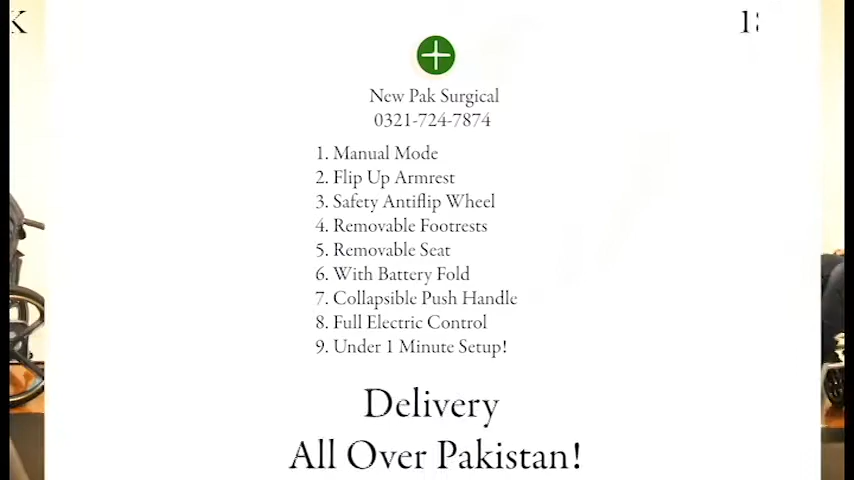 New Pak Surgical
0321-724-7874
1. Manual Mode
2. Flip Up Armrest
3. Safety Antiflip Wheel
4. Removable Footrests
5. Removable Seat
6. With Battery Fold
7. Collapsible Push Handle
8. Full Electric Control
9. Under 1 Minute Setup!
Delivery
All Over Pakistan!